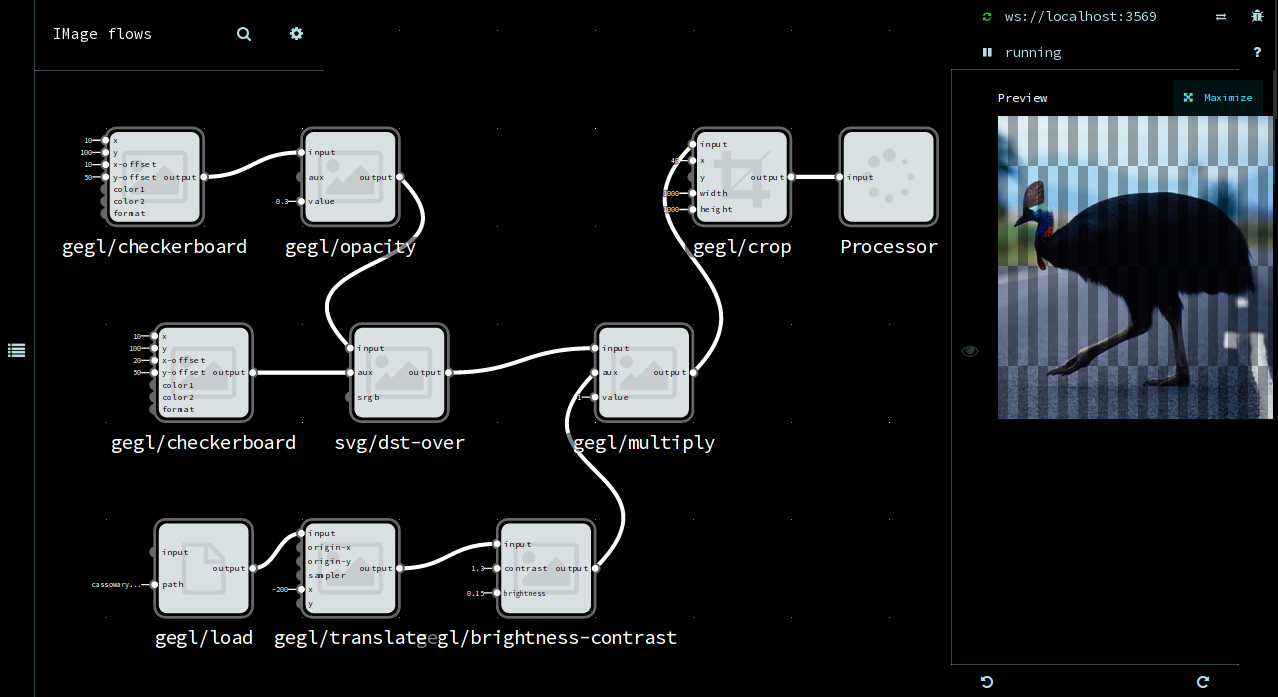 IMage flows
ws://localhost:3569
running
?
Preview
Maximize
10 x
100 y
10 x-offset
50 y-offset output
color1
color2
format
gegl/checkerboard
input
aux output
0.3 value
gegl/opacity
input
x
y output
width
height
gegl/crop
input
Processor
10 x
100 y
20 x-offset
50 y-offset output
color1
color2
format
gegl/checkerboard
input
aux output
srgb
svg/dst-over
input
aux output
1 value
gegl/multiply
input
output
cassowary... path
gegl/load
input
origin-x
origin-y
sampler output
-200 x
y
gegl/translate
input
1.3 contrast output
0.15 brightness
gegl/brightness-contrast